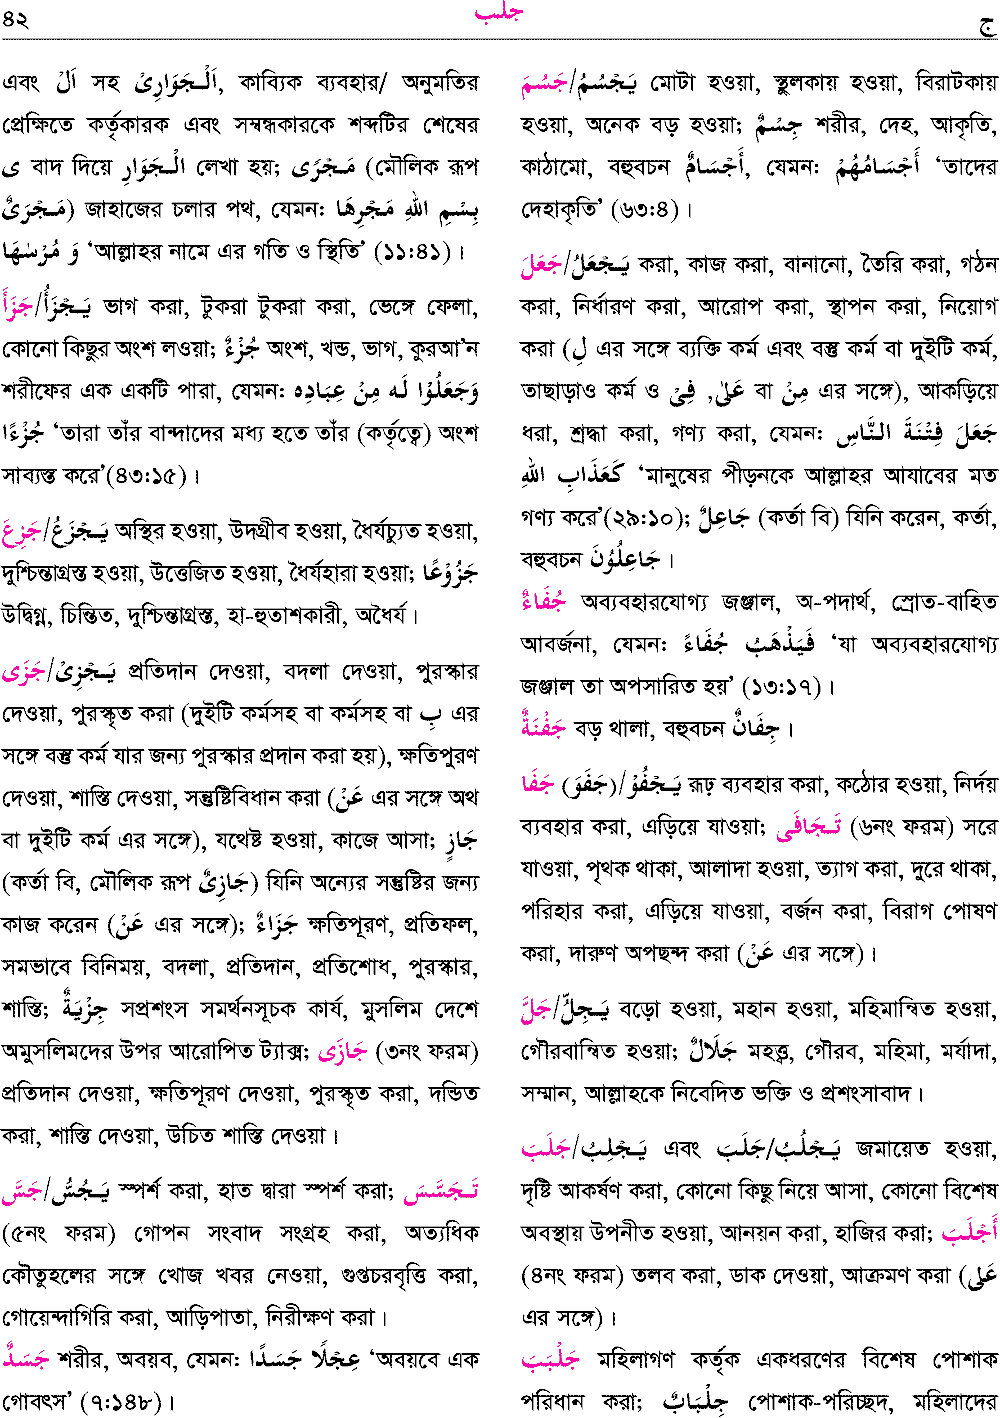 ৪২ جلب ج
এবং اَلْ সহ اَلْـجَوَارِىْ, কাব্যিক ব্যবহার/ অনুমতির
প্রেক্ষিতে কর্তৃকারক এবং সম্বন্ধকারকে শব্দটির শেষের
ى বাদ দিয়ে الْـجَوَارِ লেখা হয়; مَـجْرًى (মৌলিক রূপ
مَـجْرَىٌ) জাহাজের চলার পথ, যেমন: بِسْمِ اللهِ مَجْرِهَا
وَ مُرْسٰهَا ‘আল্লাহর নামে এর গতি ও স্থিতি’ (১১:৪১)।
جَزَأَ/يَـجْزَأُ ভাগ করা, টুকরা টুকরা করা, ভেঙ্গে ফেলা,
কোনো কিছুর অংশ লওয়া; جُزْءٌ অংশ, খন্ড, ভাগ, কুরআ’ন
শরীফের এক একটি পারা, যেমন: وَجَعَلُوْا لَه مِنْ عِبَادِه
جُزْءًا ‘তারা তাঁর বান্দাদের মধ্য হতে তাঁর (কর্তৃত্বে) অংশ
সাব্যস্ত করে’(৪৩:১৫)।
جَزِعَ/يَـجْزَعُ অস্থির হওয়া, উদগ্রীব হওয়া, ধৈর্যচ্যুত হওয়া,
দুশ্চিন্তাগ্রস্ত হওয়া, উত্তেজিত হওয়া, ধৈর্যহারা হওয়া; جَزُوْعًا
উদ্বিগ্ন, চিন্তিত, দুশ্চিন্তাগ্রস্ত, হা-হুতাশকারী, অধৈর্য।
جَزَى/يَـجْزِىْ প্রতিদান দেওয়া, বদলা দেওয়া, পুরস্কার
দেওয়া, পুরস্কৃত করা (দুইটি কর্মসহ বা কর্মসহ বা بِ এর
সঙ্গে বস্তু কর্ম যার জন্য পুরস্কার প্রদান করা হয়), ক্ষতিপুরণ
দেওয়া, শাস্তি দেওয়া, সন্তুষ্টিবিধান করা (عَنْ এর সঙ্গে অথ
বা দুইটি কর্ম এর সঙ্গে), যথেষ্ট হওয়া, কাজে আসা; جَازٍ
(কর্তা বি, মৌলিক রূপ جَازِىٌ) যিনি অন্যের সন্তুষ্টির জন্য
কাজ করেন (عَنْ এর সঙ্গে); جَزَاءٌ ক্ষতিপূরণ, প্রতিফল,
সমভাবে বিনিময়, বদলা, প্রতিদান, প্রতিশোধ, পুরস্কার,
শাস্তি; جِزْيَةٌ সপ্রশংস সমর্থনসূচক কার্য, মুসলিম দেশে
অমুসলিমদের উপর আরোপিত ট্যাক্স; جَازَى (৩নং ফরম)
প্রতিদান দেওয়া, ক্ষতিপূরণ দেওয়া, পুরস্কৃত করা, দন্ডিত
করা, শাস্তি দেওয়া, উচিত শাস্তি দেওয়া।
جَسَّ/يَـجُسُّ স্পর্শ করা, হাত দ্বারা স্পর্শ করা; تَـجَسَّسَ
(৫নং ফরম) গোপন সংবাদ সংগ্রহ করা, অত্যধিক
কৌতুহলের সঙ্গে খোজ খবর নেওয়া, গুপ্তচরবৃত্তি করা,
গোয়েন্দাগিরি করা, আড়িপাতা, নিরীক্ষণ করা।
جَسَدٌ শরীর, অবয়ব, যেমন: عِجْلًا جَسَدًا ‘অবয়বে এক
গোবৎস’ (৭:১৪৮)।
جَسُمَ/يَـجْسُمُ মোটা হওয়া, স্থুলকায় হওয়া, বিরাটকায়
হওয়া, অনেক বড় হওয়া; جِسْمٌ শরীর, দেহ, আকৃতি,
কাঠামো, বহুবচন أَجْسَامٌ, যেমন: أَجْسَامُهُمْ ‘তাদের
দেহাকৃতি’ (৬৩:৪)।
جَعَلَ/يَـجْعَلُ করা, কাজ করা, বানানো, তৈরি করা, গঠন
করা, নির্ধারণ করা, আরোপ করা, স্থাপন করা, নিয়োগ
করা (لِ এর সঙ্গে ব্যক্তি কর্ম এবং বস্তু কর্ম বা দুইটি কর্ম,
তাছাড়াও কর্ম ও عَلٰى ,فِىْ বা مِنْ এর সঙ্গে), আকড়িয়ে
ধরা, শ্রদ্ধা করা, গণ্য করা, যেমন: جَعَلَ فِتْنَةَ النَّاسِ
كَعَذَابِ اللهِ ‘মানুষের পীড়নকে আল্লাহর আযাবের মত
গণ্য করে’(২৯:১০); جَاعِلٌ (কর্তা বি) যিনি করেন, কর্তা,
বহুবচন جَاعِلُوْنَ।
جُفَاءٌ অব্যবহারযোগ্য জঞ্জাল, অ-পদার্থ, স্রোত-বাহিত
আবর্জনা, যেমন: فَيَذْهَبُ جُفَاءً ‘যা অব্যবহারযোগ্য
জঞ্জাল তা অপসারিত হয়’ (১৩:১৭)।
جَفْنَةٌ বড় থালা, বহুবচন جِفَانٌ।
جَفَا (جَفَوَ)/يَـجْفُوْ রূঢ় ব্যবহার করা, কঠোর হওয়া, নির্দয়
ব্যবহার করা, এড়িয়ে যাওয়া; تَـجَافَى (৬নং ফরম) সরে
যাওয়া, পৃথক থাকা, আলাদা হওয়া, ত্যাগ করা, দুরে থাকা,
পরিহার করা, এড়িয়ে যাওয়া, বর্জন করা, বিরাগ পোষণ
করা, দারুণ অপছন্দ করা (عَنْ এর সঙ্গে)।
جَلَّ/يَـجِلُّ বড়ো হওয়া, মহান হওয়া, মহিমান্বিত হওয়া,
গৌরবান্বিত হওয়া; جَلَالٌ মহত্ত্ব, গৌরব, মহিমা, মর্যাদা,
সম্মান, আল্লাহকে নিবেদিত ভক্তি ও প্রশংসাবাদ।
جَلَبَ/يَـجْلِبُ এবং جَلَبَ/يَـجْلُبُ জমায়েত হওয়া,
দৃষ্টি আকর্ষণ করা, কোনো কিছু নিয়ে আসা, কোনো বিশেষ
অবস্থায় উপনীত হওয়া, আনয়ন করা, হাজির করা; أَجْلَبَ
(৪নং ফরম) তলব করা, ডাক দেওয়া, আক্রমণ করা (عَلى
এর সঙ্গে)।
جَلْبَبَ মহিলাগণ কর্তৃক একধরণের বিশেষ পোশাক
পরিধান করা; جِلْبَابٌ পোশাক-পরিচ্ছদ, মহিলাদের